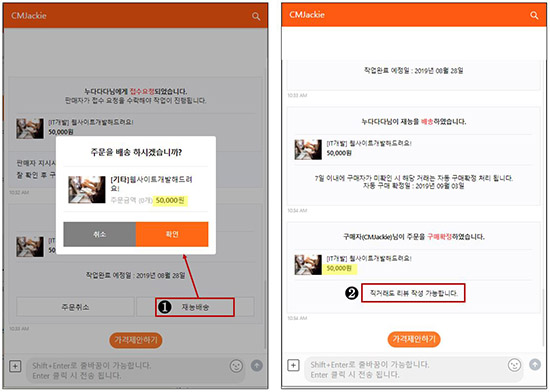 CMJackie
누다다다님에게 접수요청되었습니다.
판매자가 접수 요청을 수락해야 작업이 진행됩니다.
[IT개발] 웹사이트개발해드려요!
50,000원
판매자 지시사
잘 확인 후 구
10:32 AM
주문을 배송 하시겠습니까?
[기타]웹사이트개발해드려
요!
주문금액 (0개) 50,000원
취소
확인
작업완료 예정일 : 2019년 08월 28일
주문취소
❶
재능배송
10:33 AM
가격제안하기
Shift+Enter로 줄바꿈이 가능합니다.
Enter 클릭 시 전송 됩니다.
CMJackie
작업완료 예정일 : 2019년 08월 28일
10:33 AM
누다다다님이 재능을 배송하였습니다.
[IT개발] 웹사이트개발해드려요!
50,000원
7일 이내에 구매자가 미확인 시 해당 거래는 자동 구매확정 처리 됩니다.
자동 구매 확정일 : 2019년 09월 03일
10:33 AM
구매자(CMJackie)님이 주문을 구매확정하였습니다.
[IT개발] 웹사이트개발해드려요!
50,000원
❷
직거래도 리뷰 작성 가능합니다.
10:34 AM
가격제안하기
Shift+Enter로 줄바꿈이 가능합니다.
Enter 클릭 시 전송 됩니다.